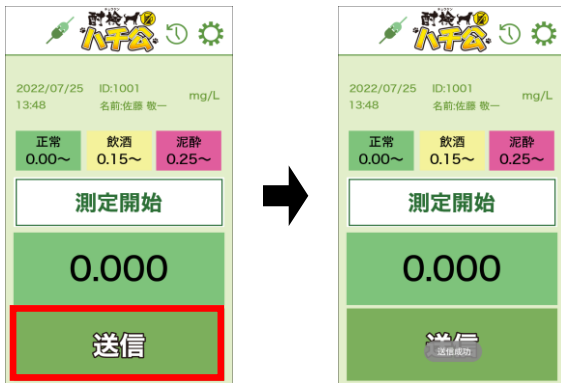 酎検
ハチ公
2022/07/25 ID:1001
13:48 名前:佐藤 敬一 mg/L
正常 飲酒 泥酔
0.00～ 0.15～ 0.25～
測定開始
0.000
送信
酎検
ハチ公
2022/07/25 ID:1001
13:48 名前:佐藤 敬一 mg/L
正常 飲酒 泥酔
0.00～ 0.15～ 0.25～
測定開始
0.000
送信
送信成功